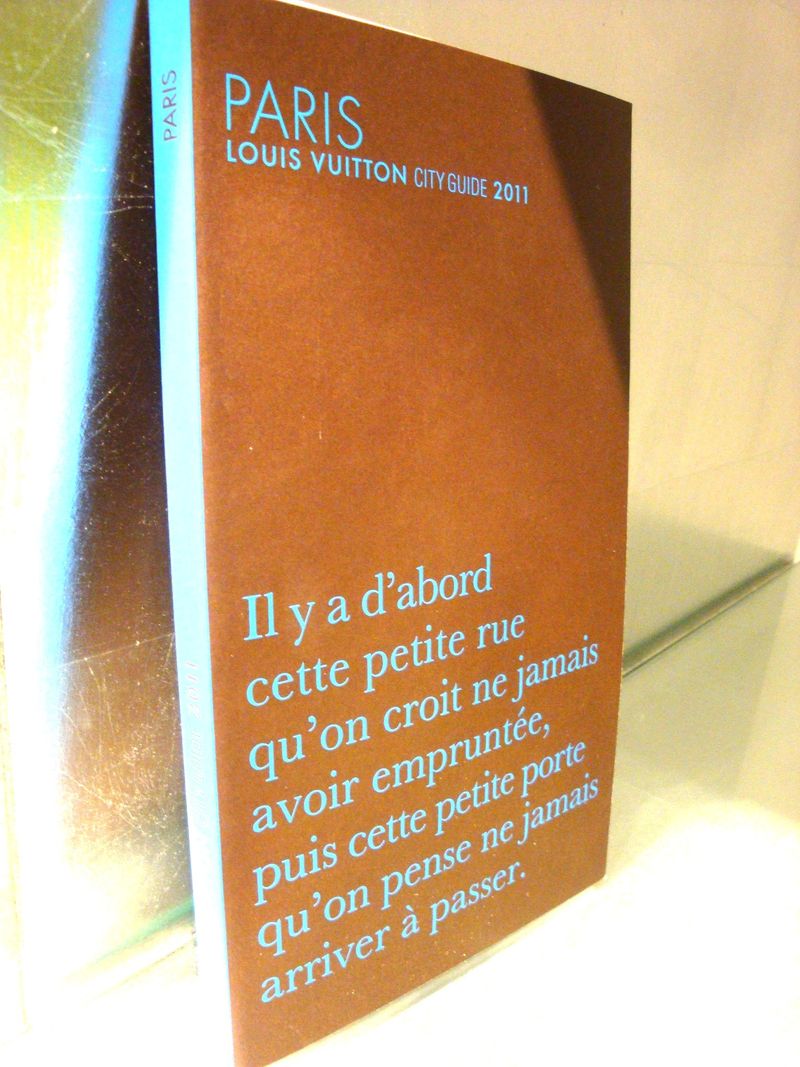 PARIS
PARIS
LOUIS VUITTON CITY GUIDE 2011
Il y a d'abord
cette petite rue
qu'on croit ne jamais
avoir empruntée,
puis cette petite porte
qu'on pense ne jamais
arriver à passer.
2011